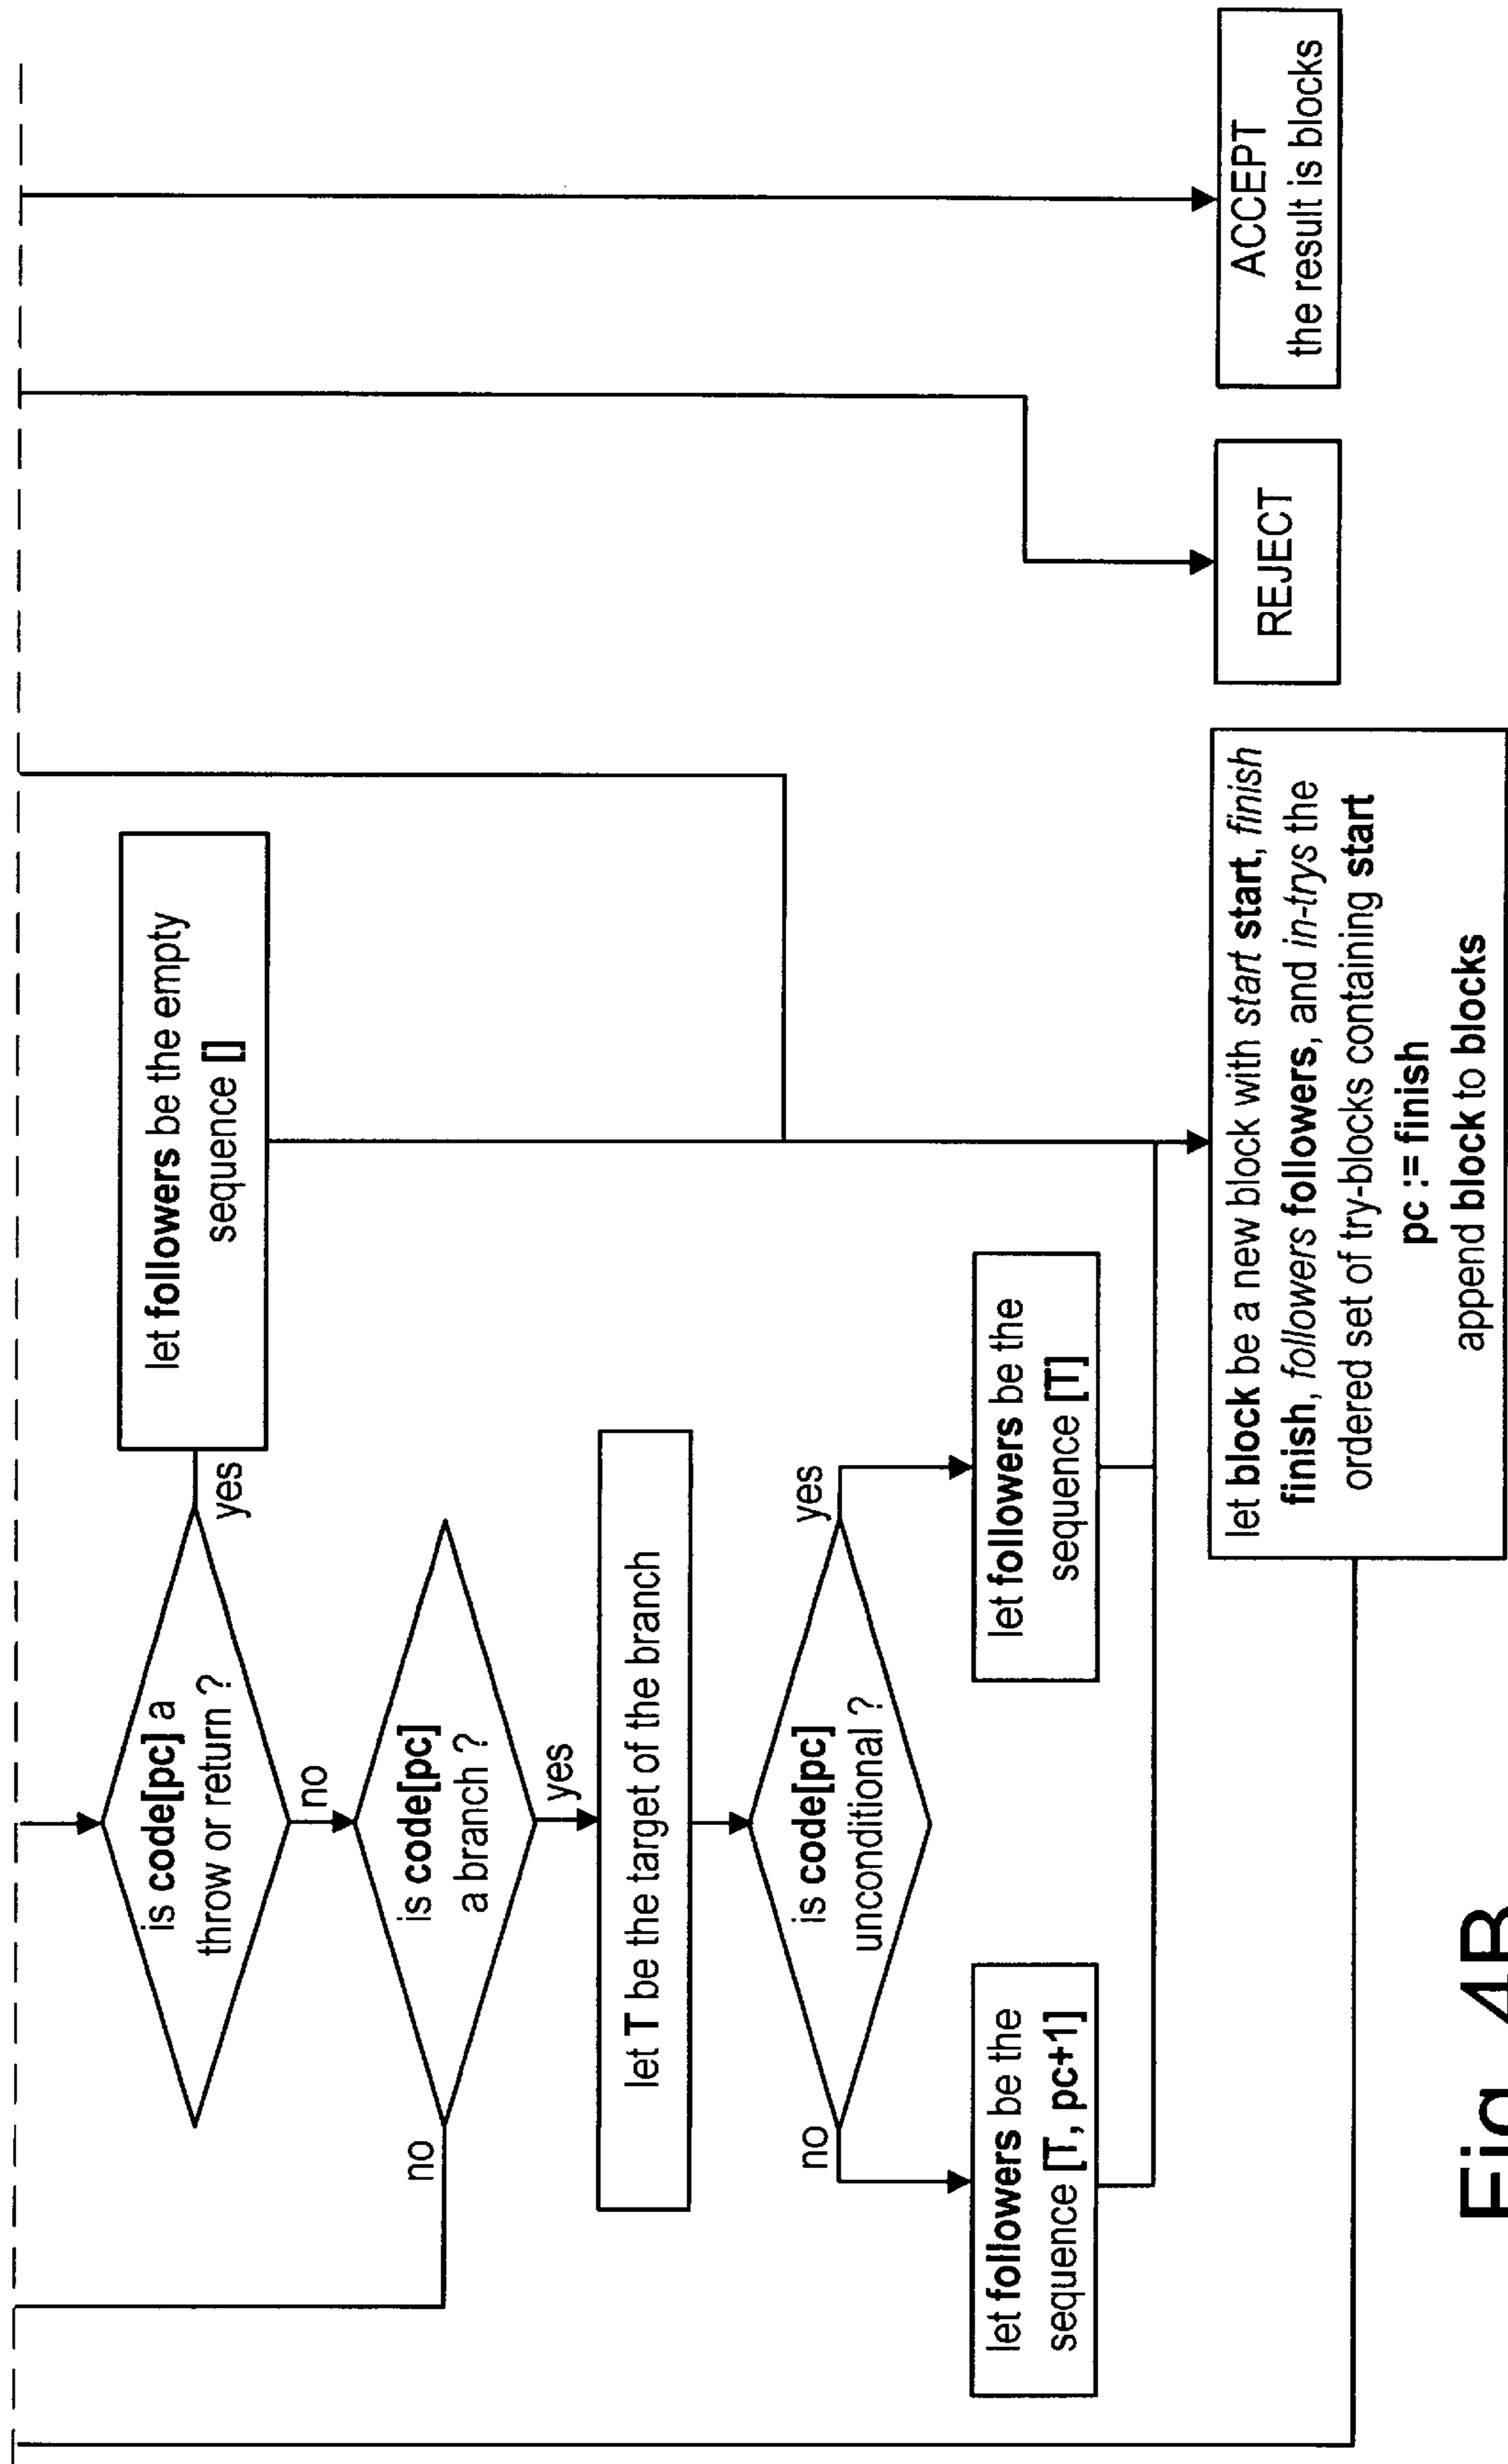 is code[pc] a
throw or return ?
yes
let followers be the empty
sequence []
no
is code[pc]
a branch ?
no
yes
let T be the target of the branch
is code[pc]
unconditional ?
no
yes
let followers be the
sequence [T, pc+1]
let followers be the
sequence [T]
let block be a new block with start start, finish
finish, followers followers, and in-trys the
ordered set of try-blocks containing start
pc := finish
append block to blocks
REJECT
ACCEPT
the result is blocks
Fig. 4B